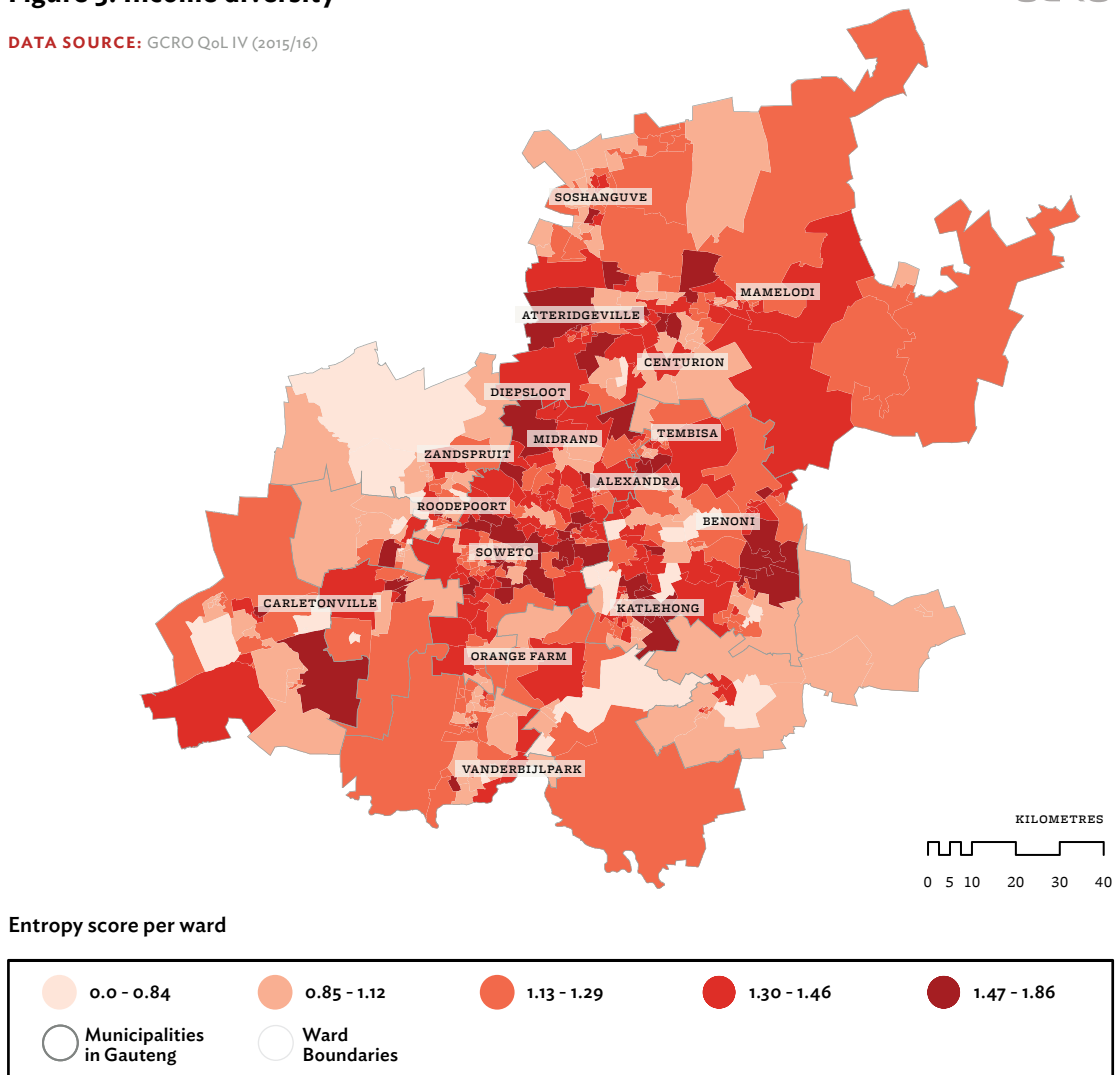 DATA SOURCE: GCRO QoL IV (2015/16)
SOSHANGUVE
MAMELODI
ATTERIDGEVILLE
CENTURION
DIEPSLOOT
MIDRAND
TEMBISA
ZANDSPRUIT
ALEXANDRA
ROODEPOORT
BENONI
SOWETO
CARLETONVILLE
KATLEHONG
ORANGE FARM
VANDERBIJLPARK
KILOMETRES
0 5 10 20 30 40
Entropy score per ward
0.0 - 0.84
0.85 - 1.12
1.13 - 1.29
1.30 - 1.46
1.47 - 1.86
Municipalities
in Gauteng
Ward
Boundaries